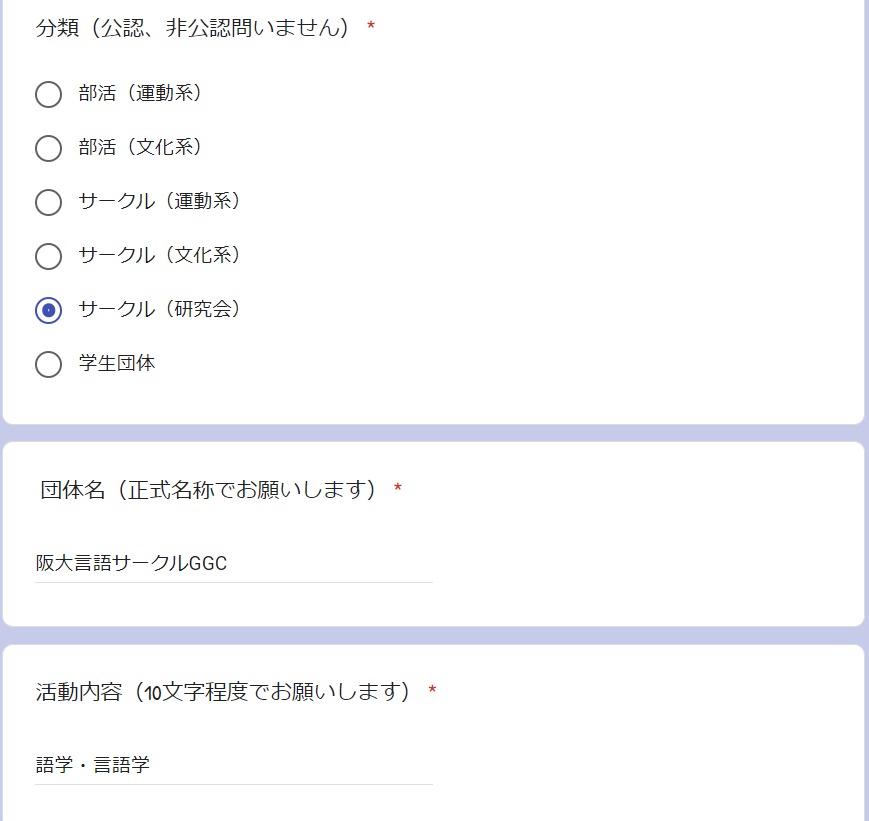 分類（公認、非公認問いません） *
部活（運動系）
部活（文化系）
サークル（運動系）
サークル（文化系）
サークル（研究会）
学生団体
団体名（正式名称でお願いします） *
阪大言語サークルGGC
活動内容（10文字程度でお願いします） *
語学・言語学